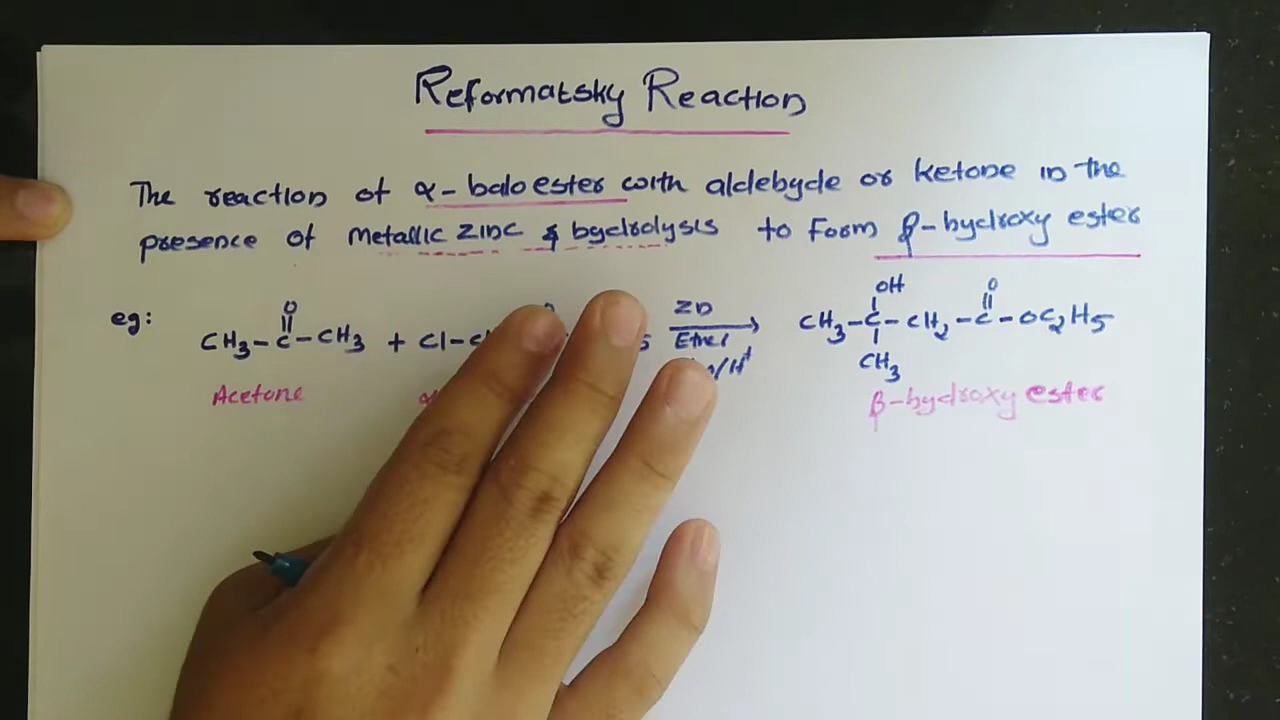 Reformatsky Reaction
The reaction of α-haloester with aldehyde or ketone in the
presence of Metallic zinc & hydrolysis to form β-hydroxy ester
OH
O O
eg: CH3-C-CH3 + Cl- Zn CH3-C-CH2-C-OC2H5
Ether
/H+ CH3
Acetone β-hydroxy ester